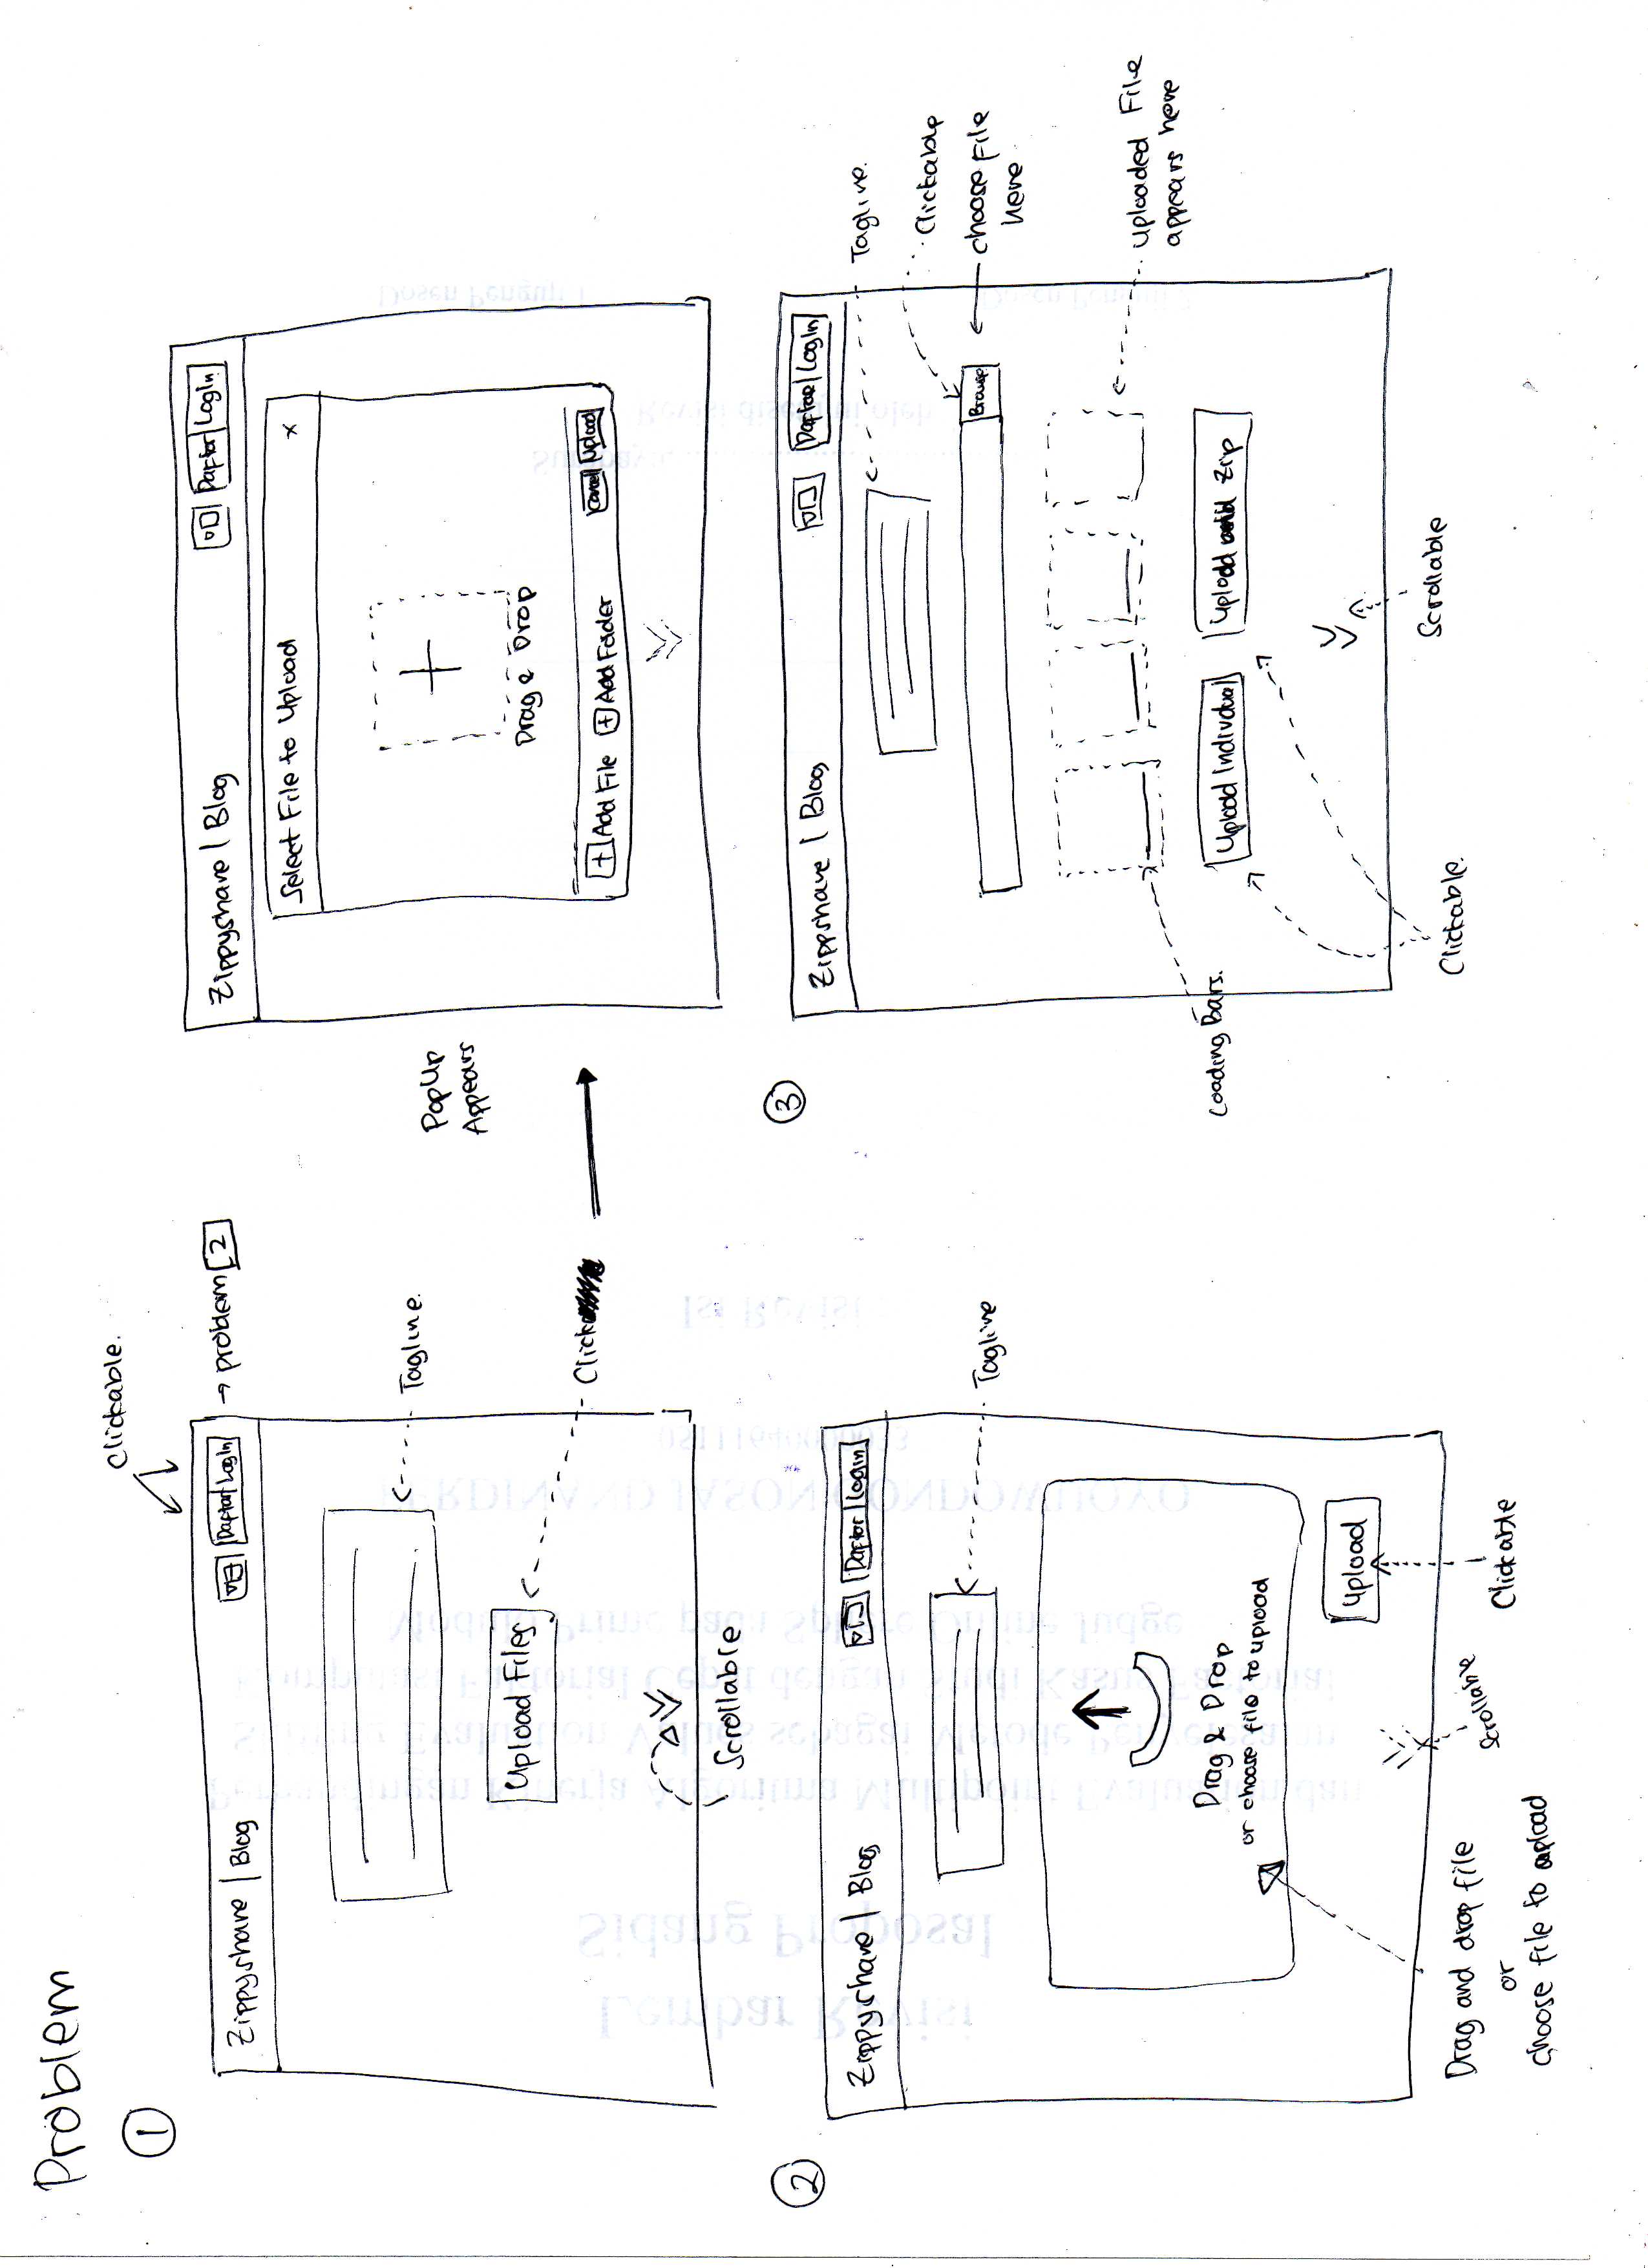 Problem
1
Clickable.
Zippyshare | Blog
Daftar LogIn
→ problem 2
Tagline.
Upload Files
Click
Scrollable
PopUp
Appears
Zippyshare | Blog
Daftar LogIn
Select File to Upload x
Drag & Drop
+ Add File + Add Folder
Cancel Upload
2
Zippyshare | Blog
Daftar LogIn
Tagline
Drag & Drop
or choose file to upload
Upload
Drag and drop file
or
choose file to upload
Scrollable
Clickable
3
Zippshare | Blog
Daftar LogIn
Tagline.
Clickable
Browse
choose File
here
uploaded File
appears here
Loading Bars.
Upload Individual
Upload Zip
Clickable.
Scrollable